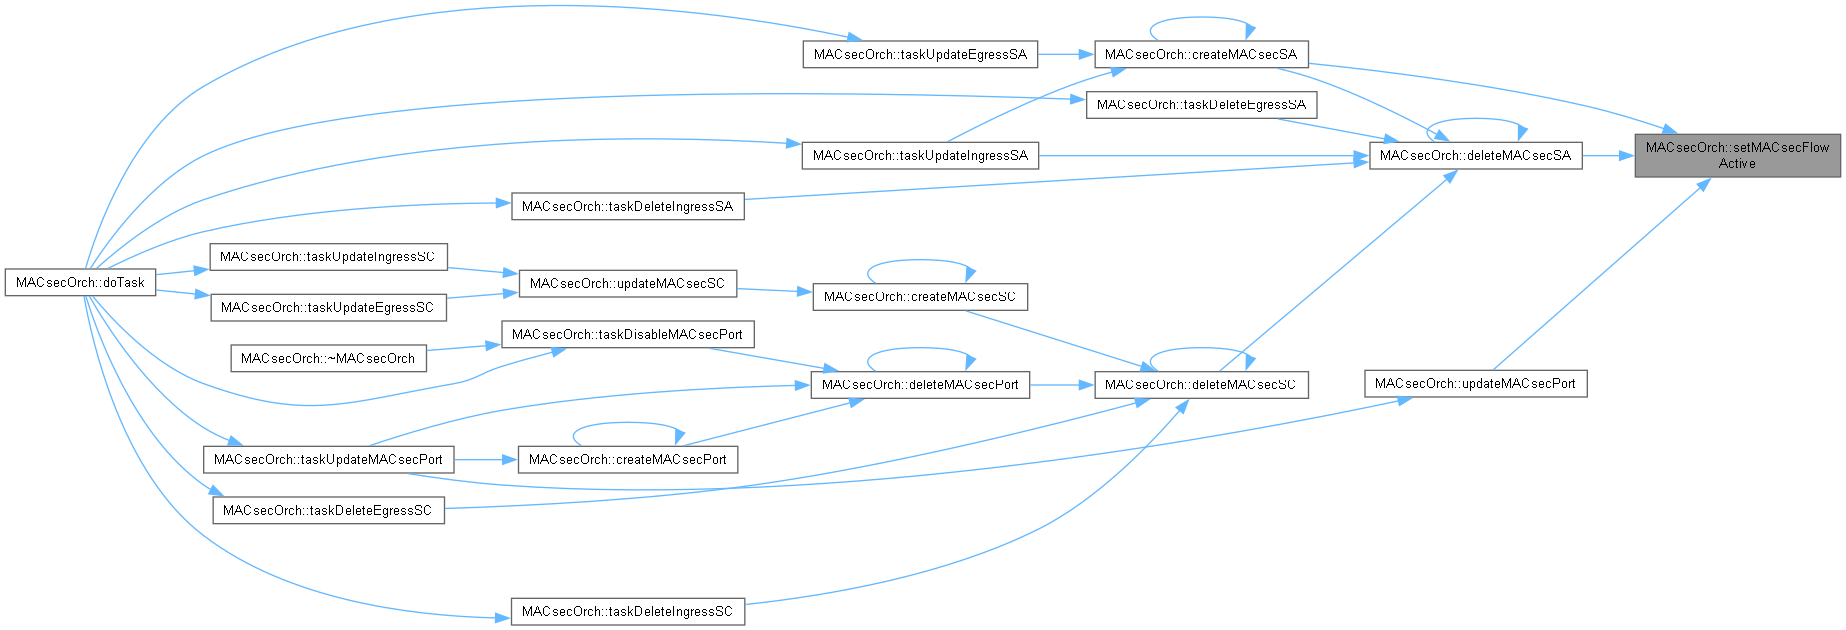 MACsecOrch::taskUpdateEgressSA
MACsecOrch::createMACsecSA
MACsecOrch::taskDeleteEgressSA
MACsecOrch::setMACsecFlow
Active
MACsecOrch::taskUpdateIngressSA
MACsecOrch::deleteMACsecSA
MACsecOrch::taskDeleteIngressSA
MACsecOrch::taskUpdateIngressSC
MACsecOrch::doTask
MACsecOrch::updateMACsecSC
MACsecOrch::createMACsecSC
MACsecOrch::taskUpdateEgressSC
MACsecOrch::taskDisableMACsecPort
MACsecOrch::~MACsecOrch
MACsecOrch::deleteMACsecPort
MACsecOrch::deleteMACsecSC
MACsecOrch::updateMACsecPort
MACsecOrch::taskUpdateMACsecPort
MACsecOrch::createMACsecPort
MACsecOrch::taskDeleteEgressSC
MACsecOrch::taskDeleteIngressSC